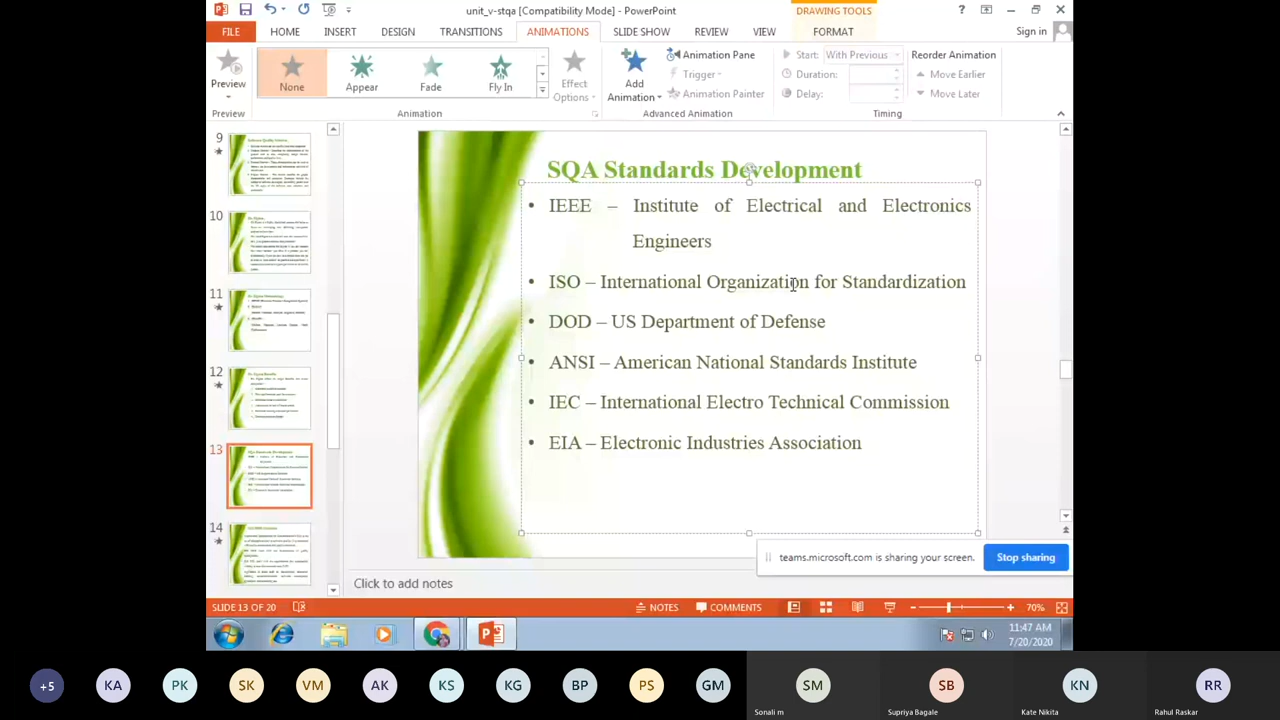 unit_v-stqa [Compatibility Mode] - PowerPoint
DRAWING TOOLS
FILE HOME INSERT DESIGN TRANSITIONS ANIMATIONS SLIDE SHOW REVIEW VIEW FORMAT
Sign in
Preview
None
Appear
Fade
Fly In
Effect Options
Add Animation
Animation Pane
Trigger
Animation Painter
Start: With Previous
Duration:
Delay:
Reorder Animation
Move Earlier
Move Later
Preview
Animation
Advanced Animation
Timing
9
10
11
12
13
14
SQA Standards Development
• IEEE – Institute of Electrical and Electronics
Engineers
• ISO – International Organization for Standardization
• DOD – US Department of Defense
• ANSI – American National Standards Institute
• IEC – International Electro Technical Commission
• EIA – Electronic Industries Association
teams.microsoft.com is sharing your screen.
Stop sharing
Click to add notes
SLIDE 13 OF 20
NOTES
COMMENTS
70%
11:47 AM
7/20/2020
+5 KA PK SK VM AK KS KG BP PS GM SM SB KN RR
Sonali m
Supriya Bagale
Kate Nikita
Rahul Raskar